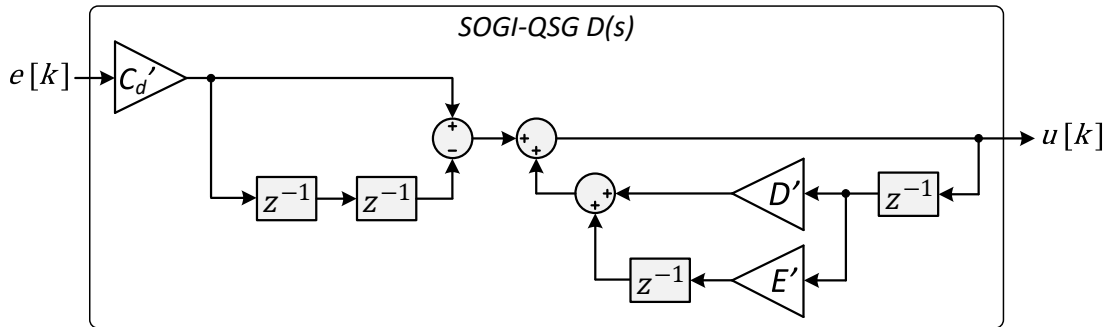 SOGI-QSG D(s)
e[k]
C_d'
+
−
+
+
u[k]
z⁻¹
z⁻¹
+
+
D'
z⁻¹
z⁻¹
E'